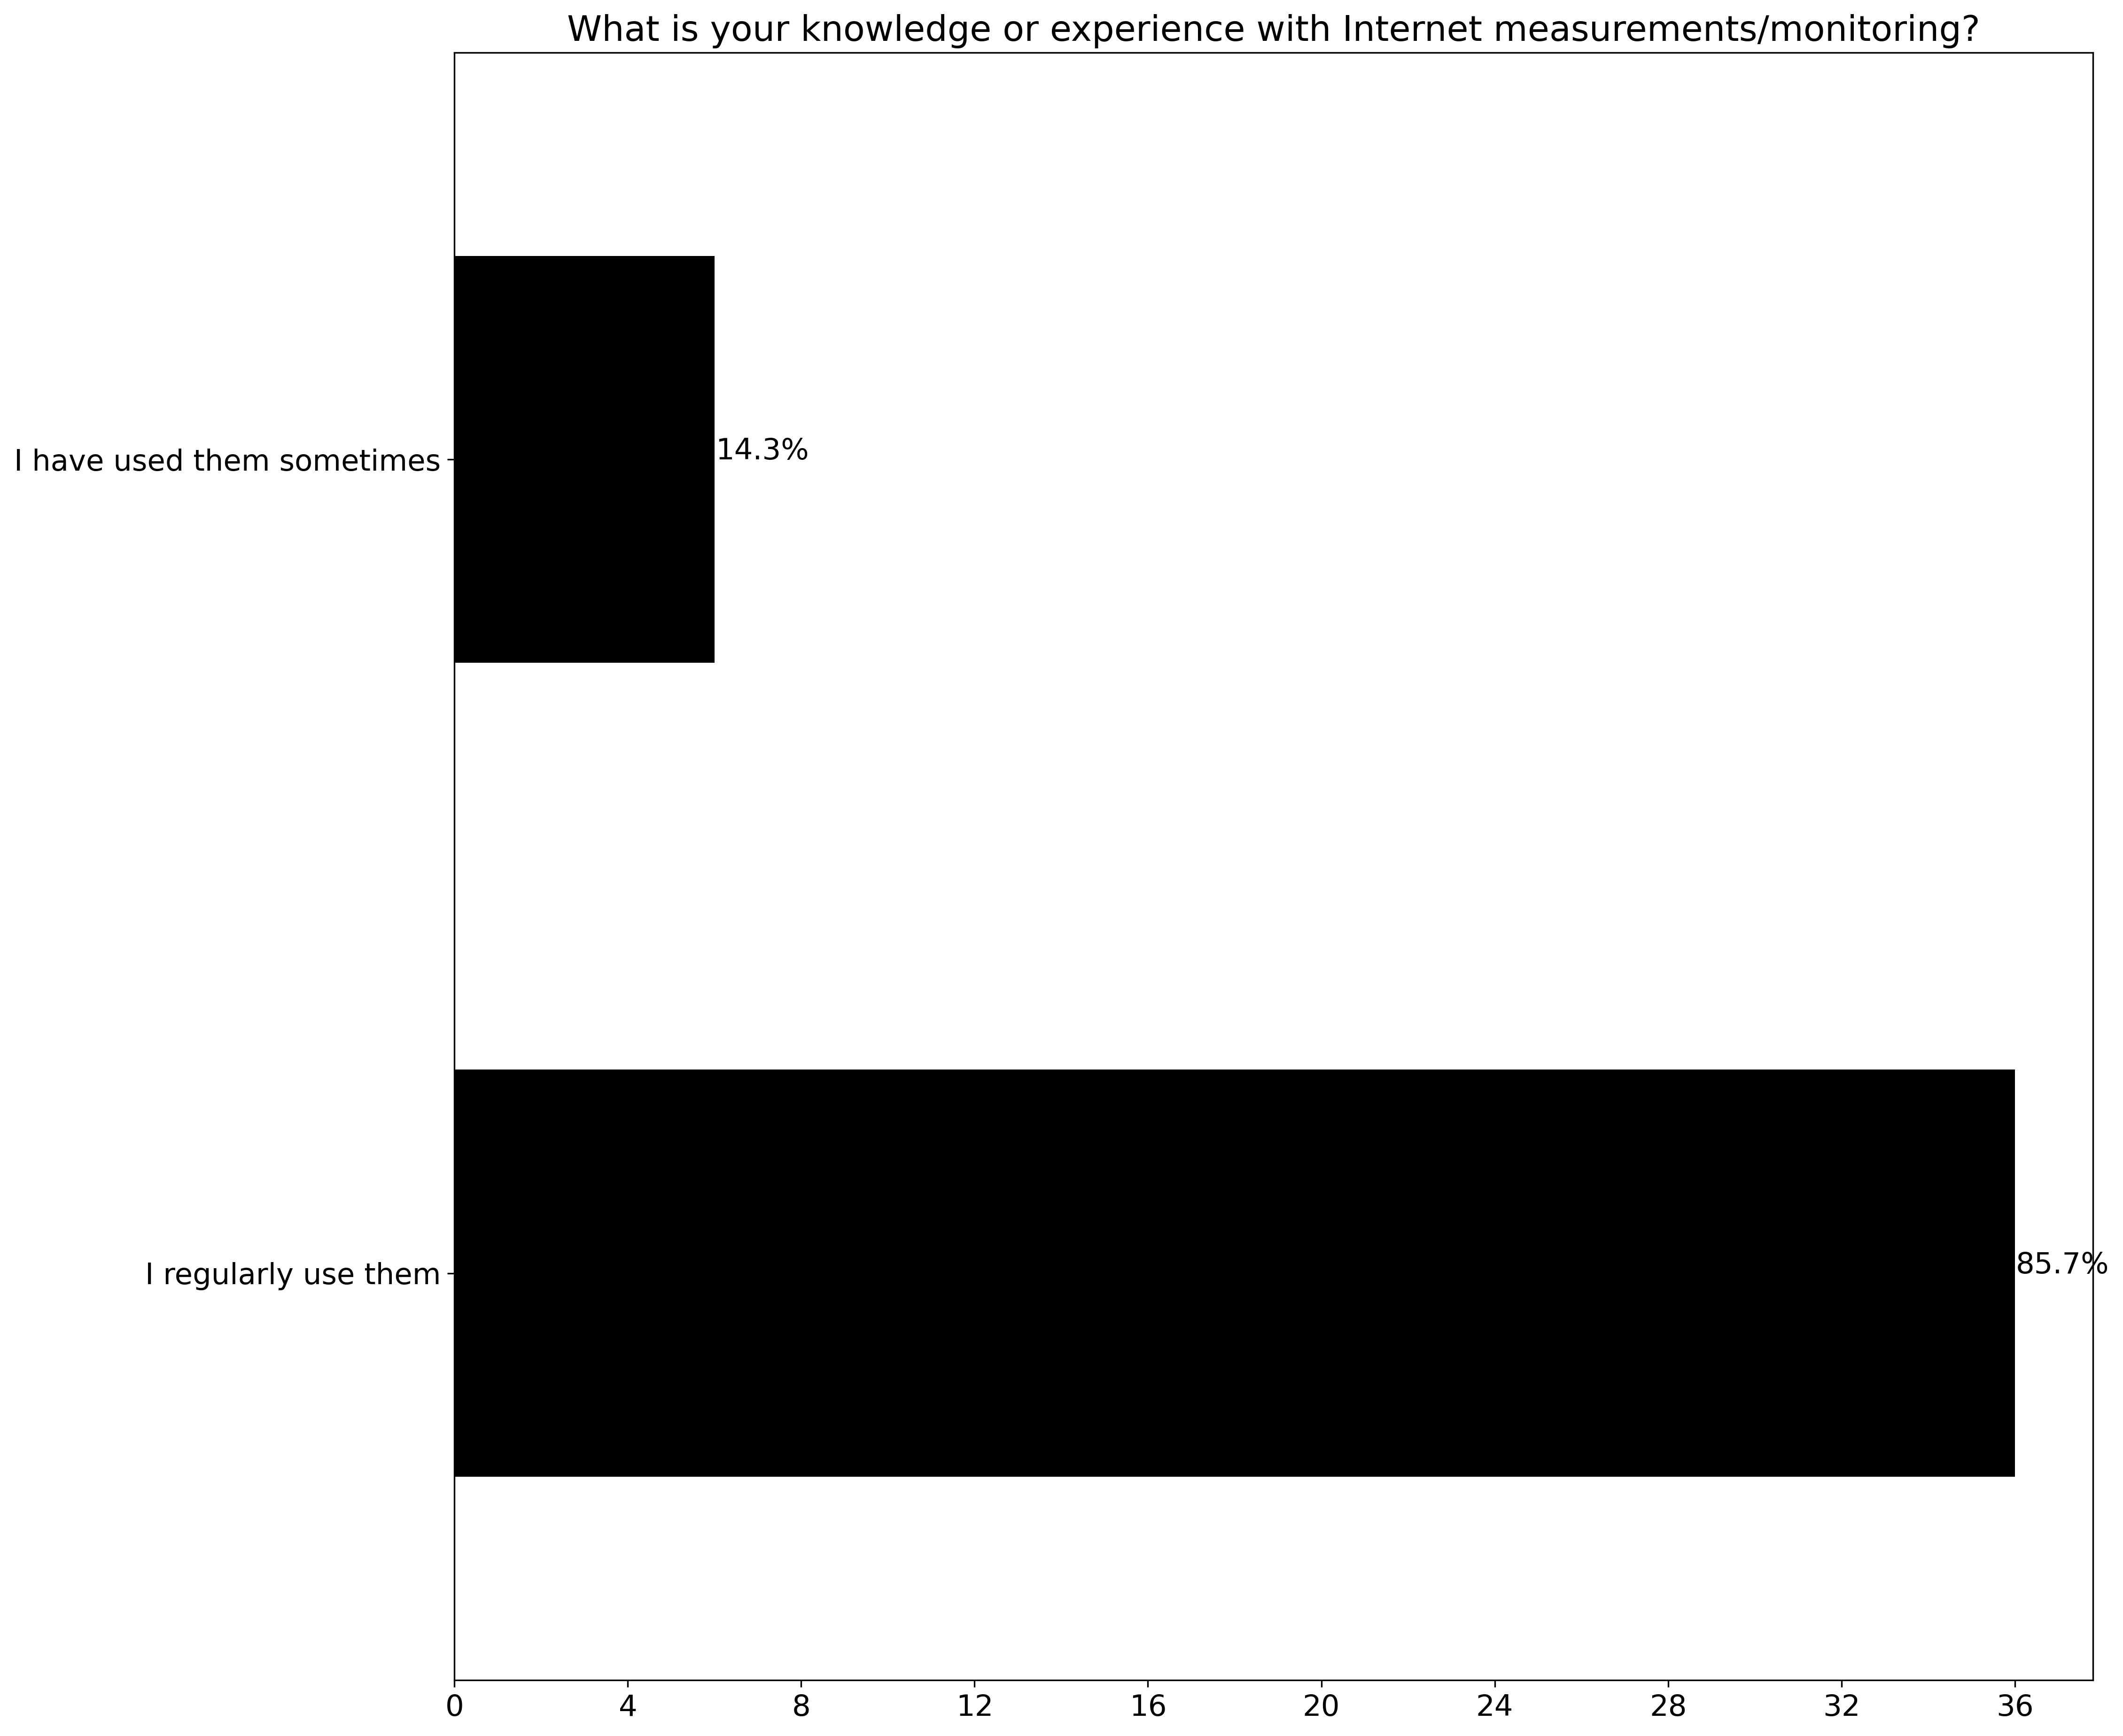 What is your knowledge or experience with Internet measurements/monitoring?
I have used them sometimes
14.3%
I regularly use them
85.7%
0 4 8 12 16 20 24 28 32 36